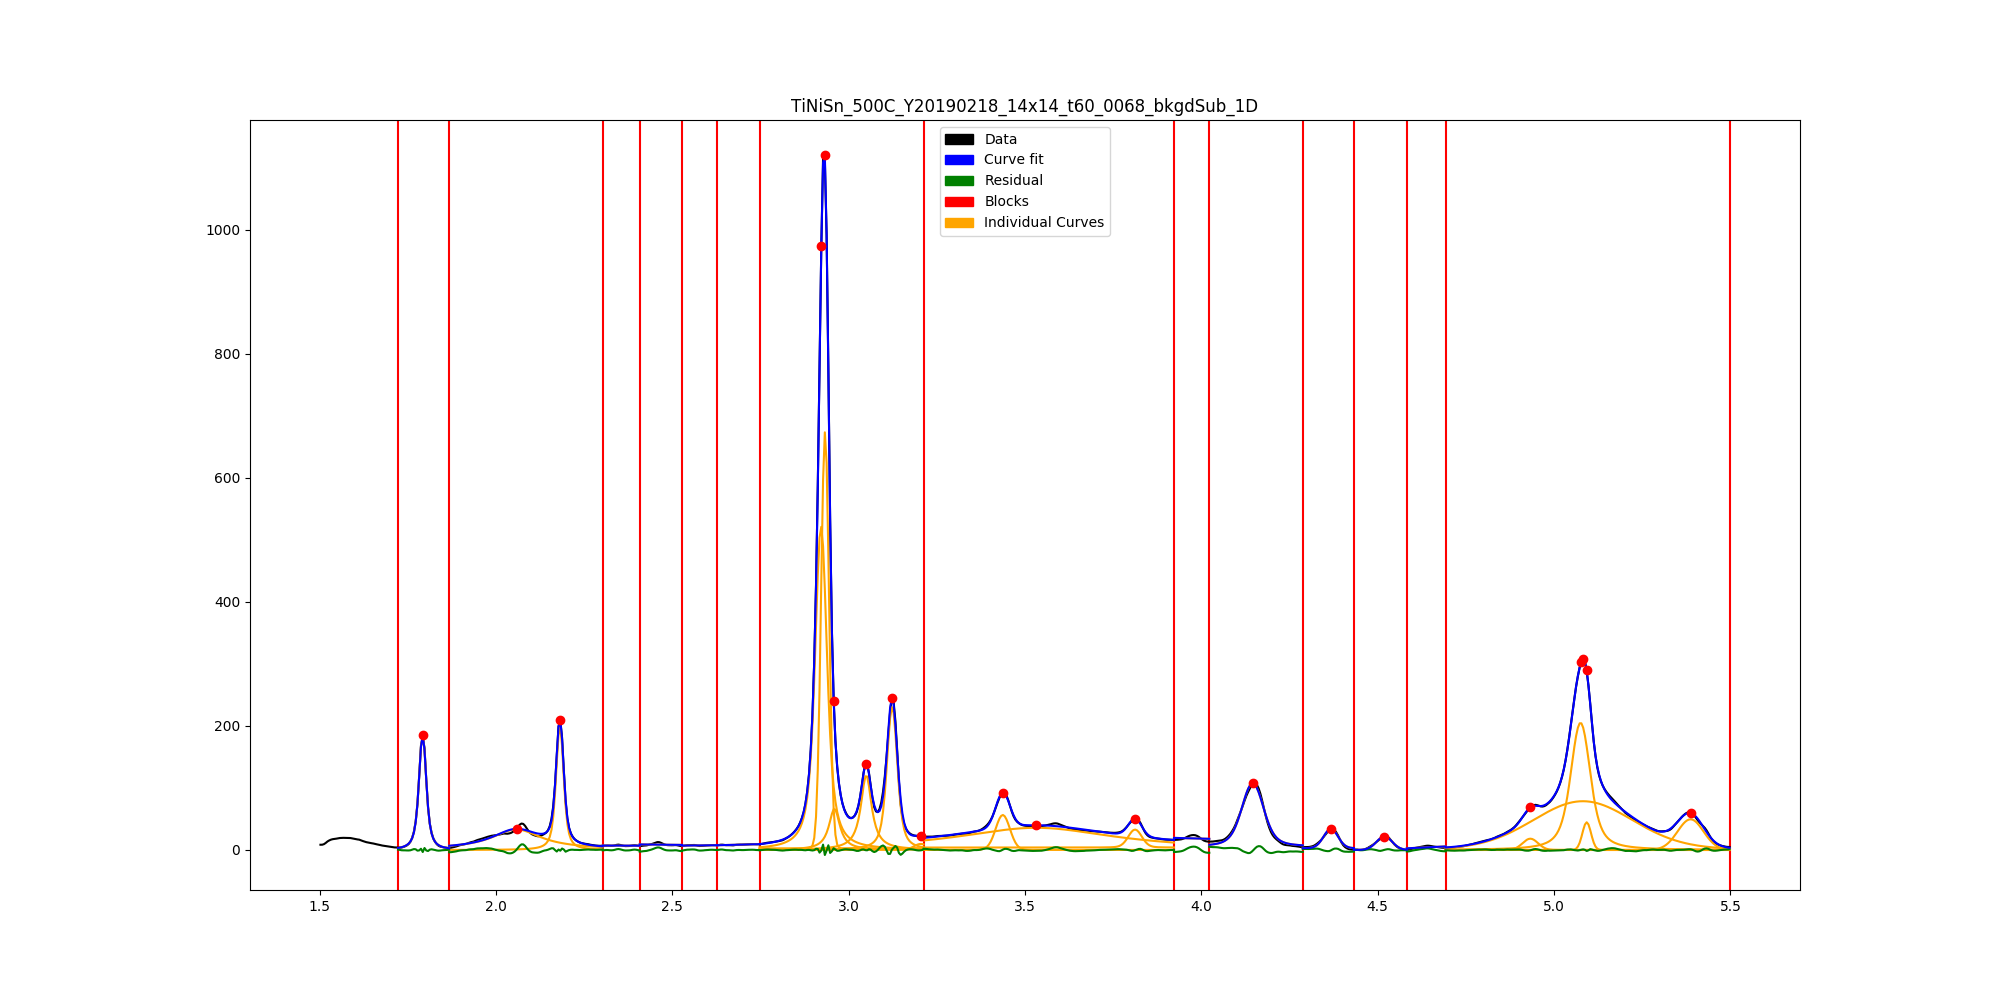 TiNiSn_500C_Y20190218_14x14_t60_0068_bkgdSub_1D
Data
Curve fit
Residual
Blocks
Individual Curves
1000
800
600
400
200
0
1.5 2.0 2.5 3.0 3.5 4.0 4.5 5.0 5.5